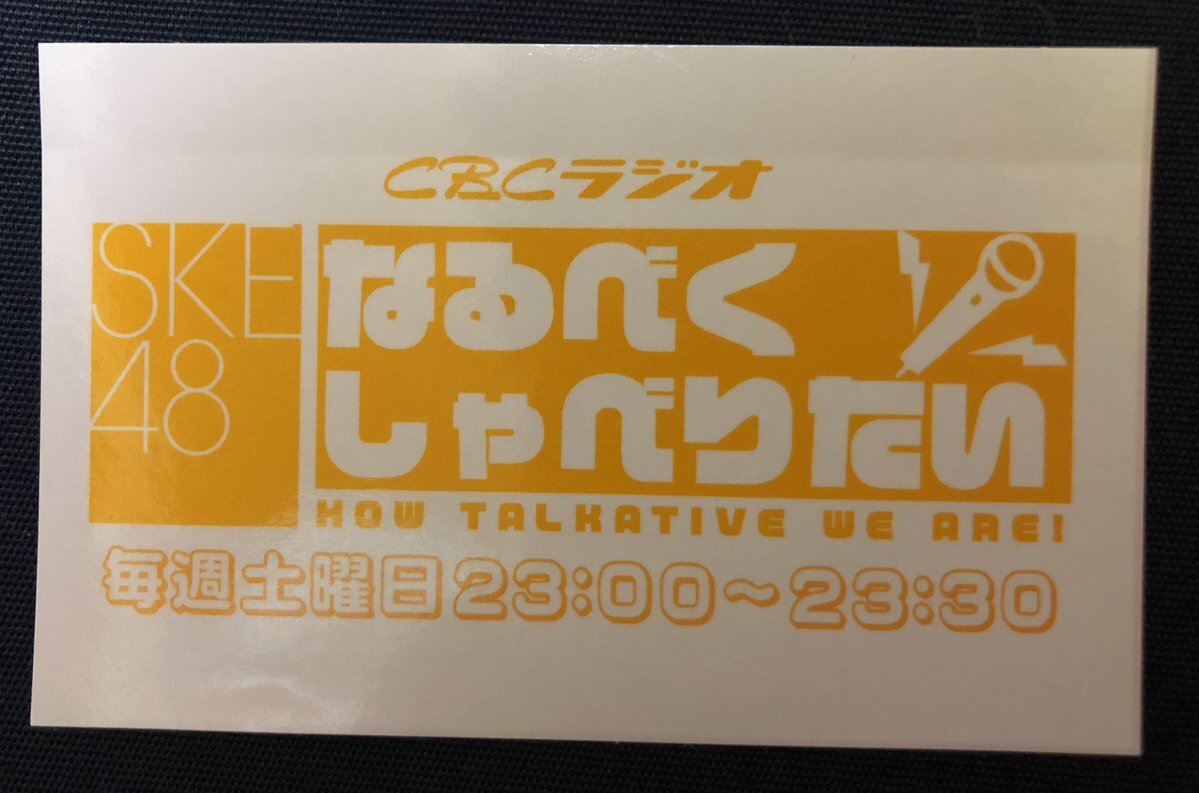 CBCラジオ
SKE
48
なるべく
しゃべりたい
HOW TALKATIVE WE ARE!
毎週土曜日23:00～23:30